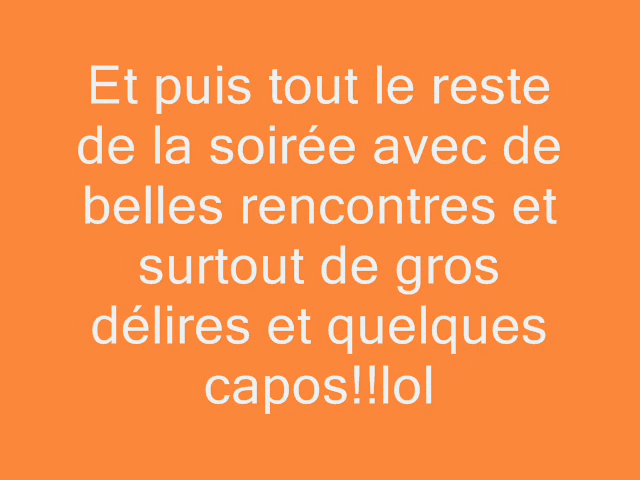 Et puis tout le reste
de la soirée avec de
belles rencontres et
surtout de gros
délires et quelques
capos!!lol